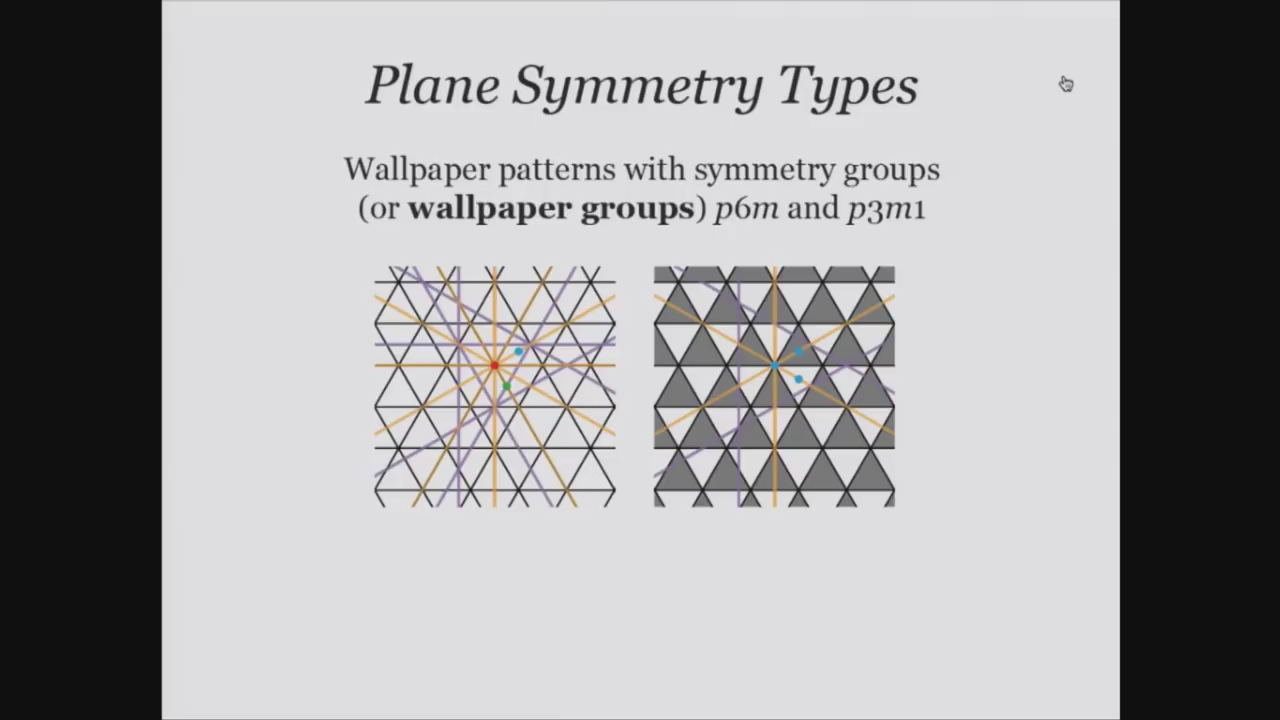 Plane Symmetry Types
Wallpaper patterns with symmetry groups
(or wallpaper groups) p6m and p3m1